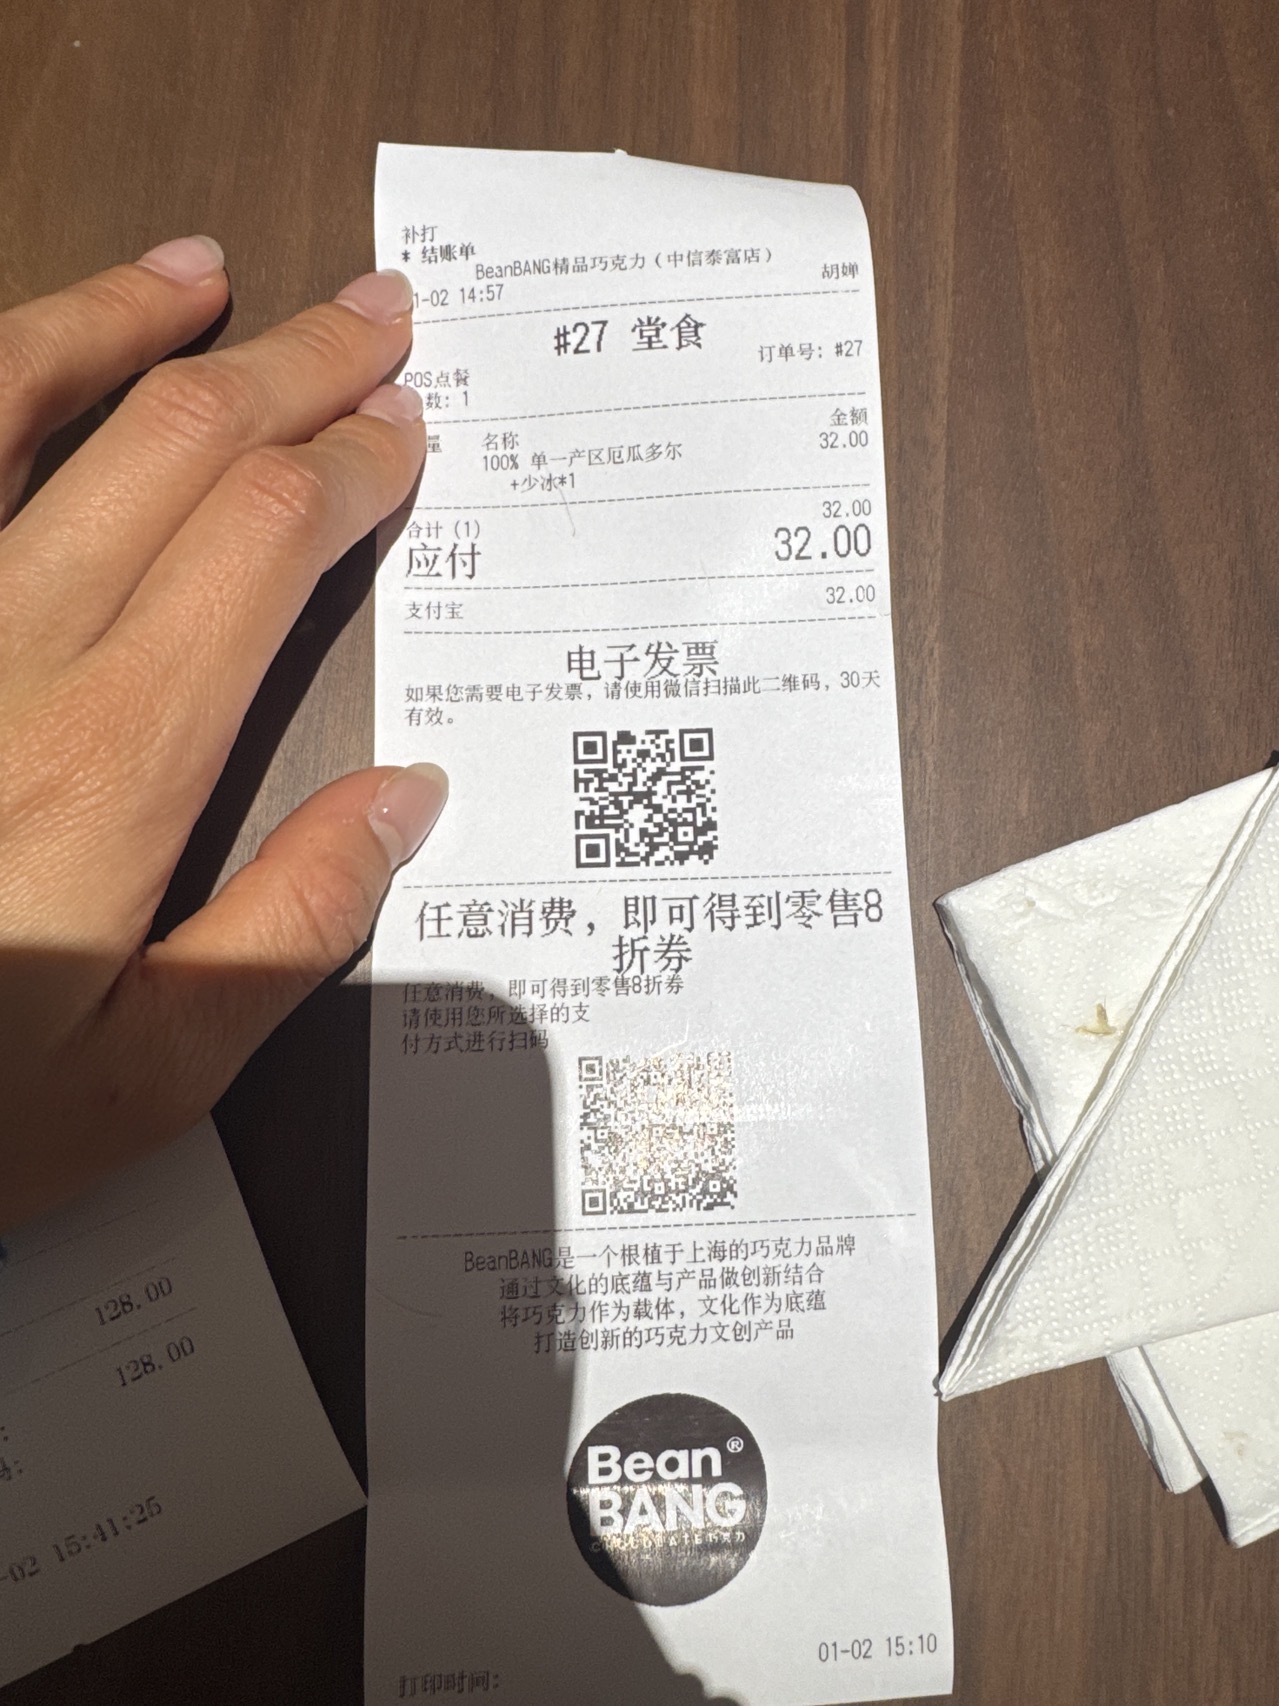 补打
* 结账单
BeanBANG精品巧克力（中信泰富店）
1-02 14:57 胡婵
#27 堂食
订单号: #27
POS点餐
数: 1
量 名称 金额
100% 单一产区厄瓜多尔 32.00
+少冰*1
合计 (1) 32.00
应付 32.00
支付宝 32.00
电子发票
如果您需要电子发票，请使用微信扫描此二维码，30天
有效。
任意消费，即可得到零售8
折券
任意消费，即可得到零售8折券
请使用您所选择的支
付方式进行扫码
BeanBANG是一个根植于上海的巧克力品牌
通过文化的底蕴与产品做创新结合
将巧克力作为载体，文化作为底蕴
打造创新的巧克力文创产品
Bean®
BANG
打印时间: 01-02 15:10
128.00
128.00
-02 15:41:26